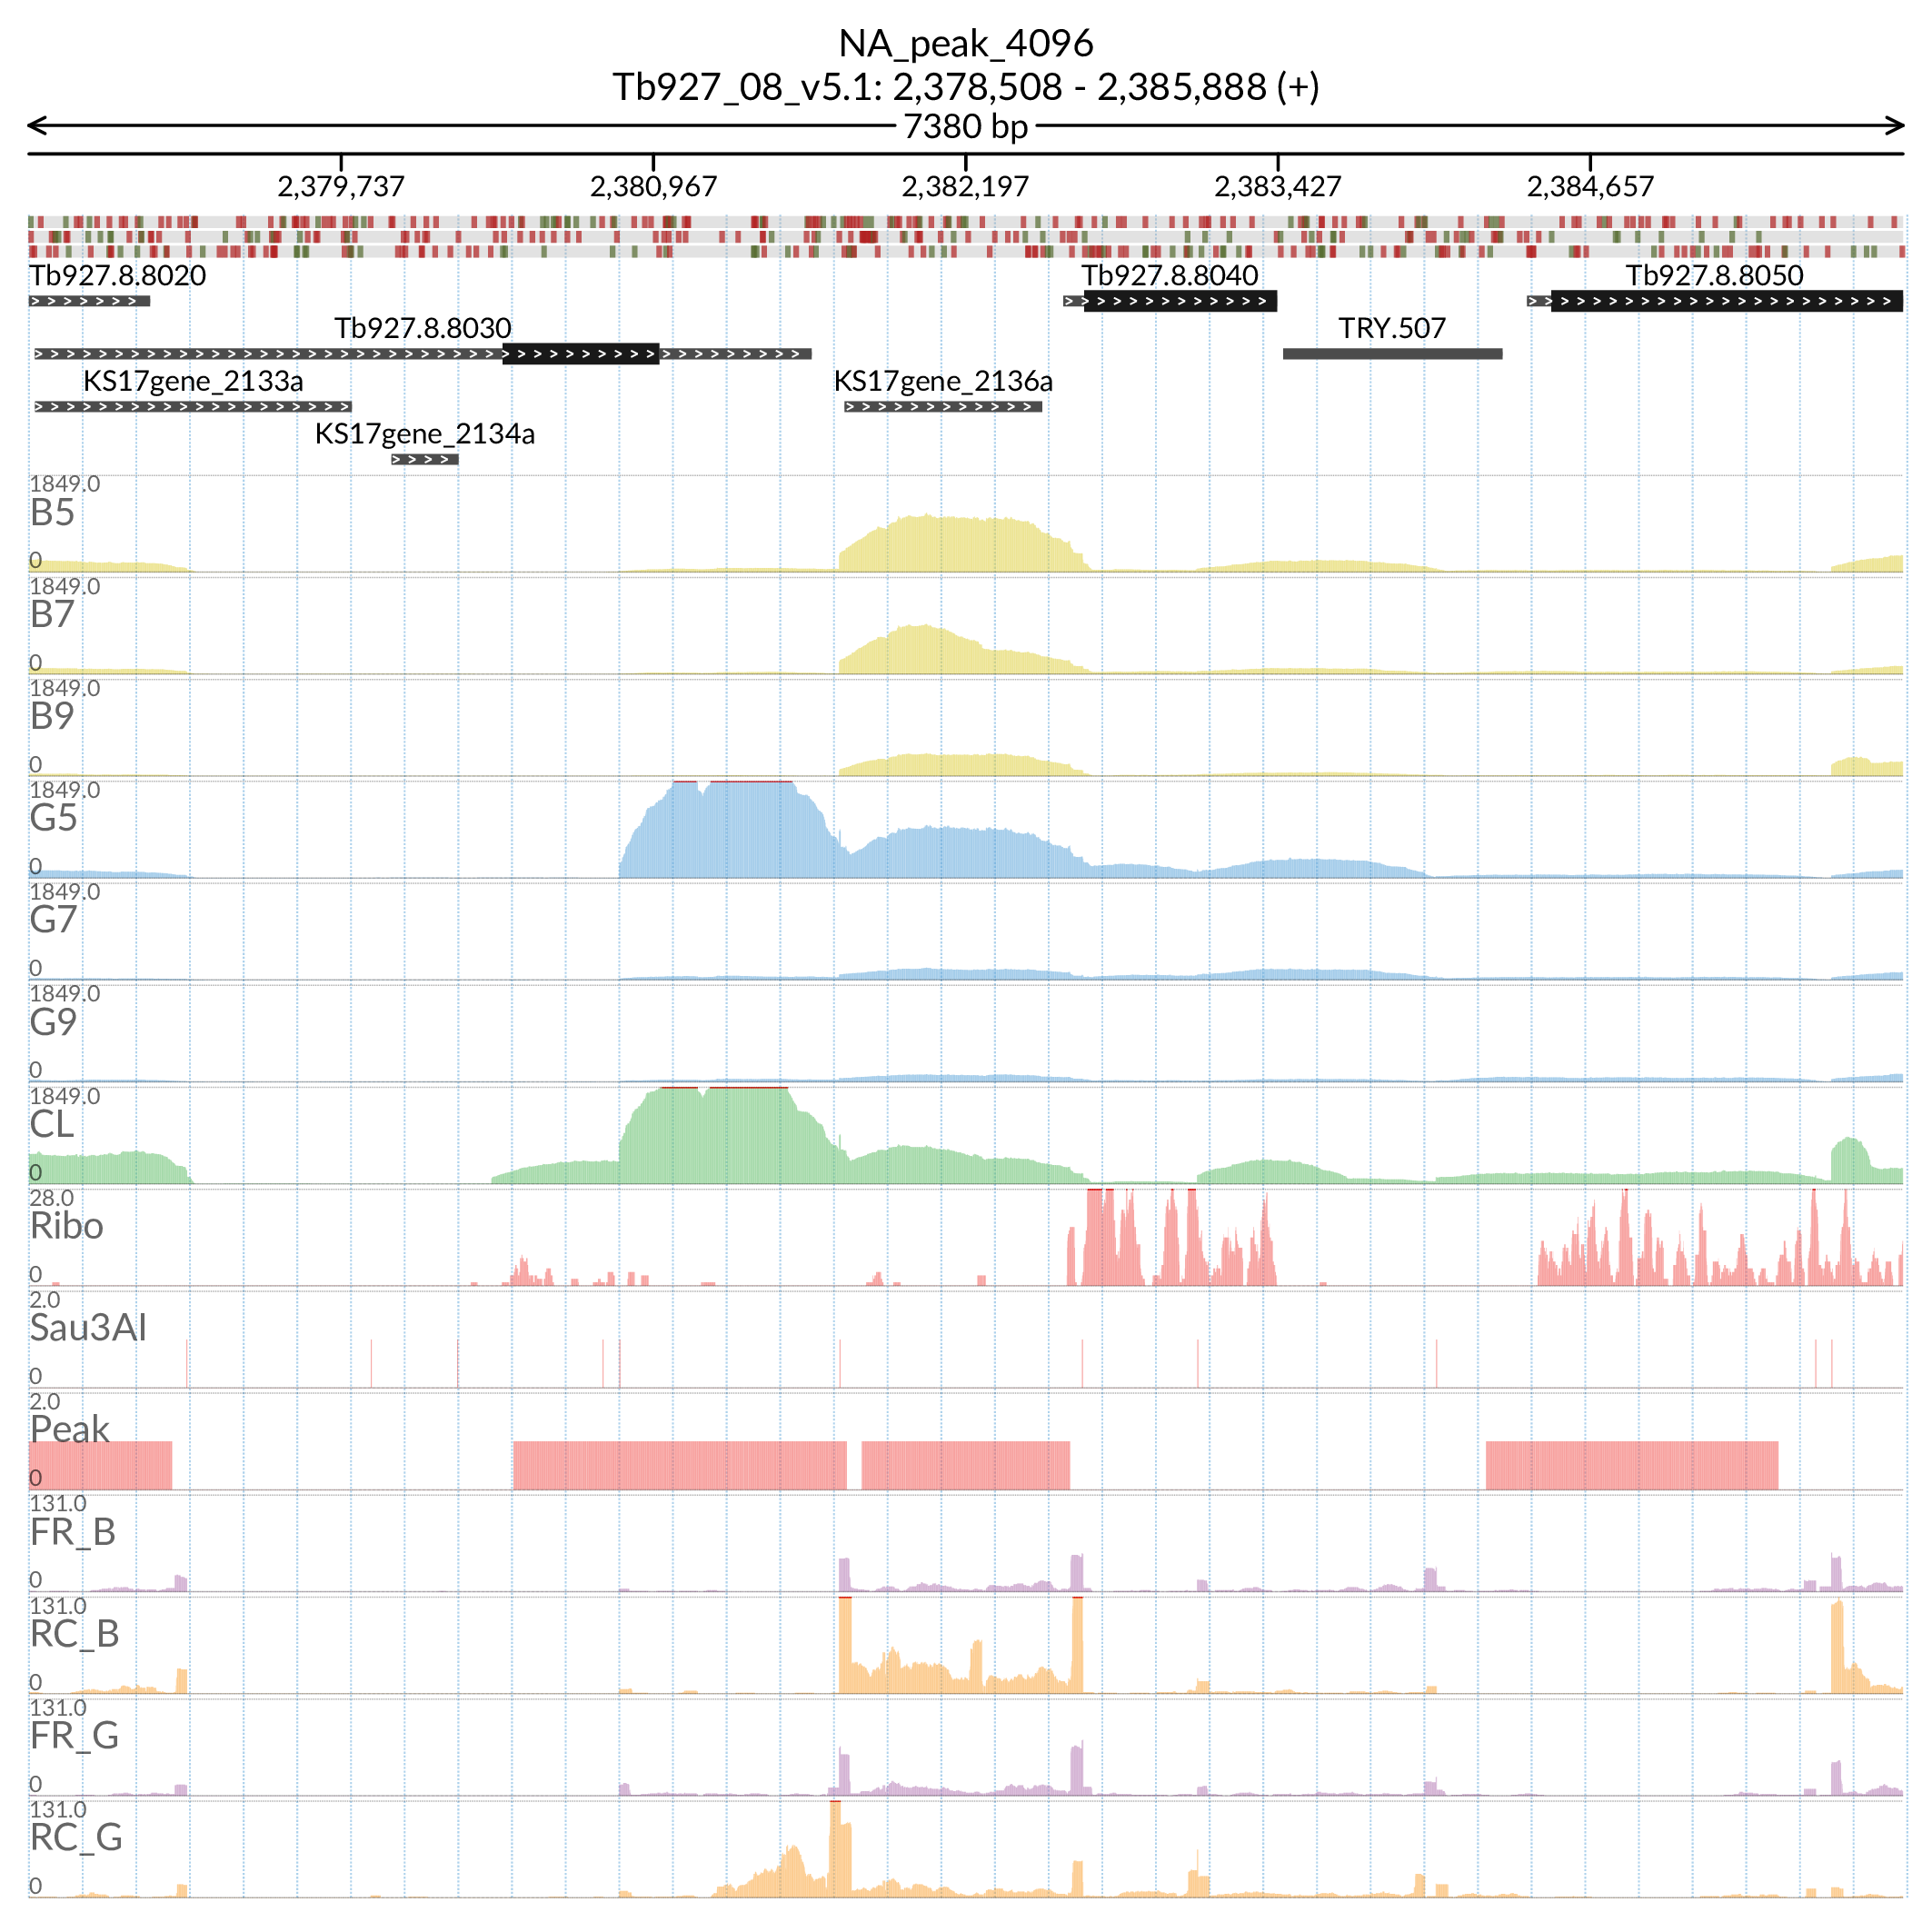 NA_peak_4096
Tb927_08_v5.1: 2,378,508 - 2,385,888 (+)
7380 bp
2,379,737 2,380,967 2,382,197 2,383,427 2,384,657
Tb927.8.8020 Tb927.8.8040 Tb927.8.8050
Tb927.8.8030 TRY.507
KS17gene_2133a KS17gene_2136a
KS17gene_2134a
1849.0
B5
0
1849.0
B7
0
1849.0
B9
0
1849.0
G5
0
1849.0
G7
0
1849.0
G9
0
1849.0
CL
0
28.0
Ribo
0
2.0
Sau3AI
0
2.0
Peak
0
131.0
FR_B
0
131.0
RC_B
0
131.0
FR_G
0
131.0
RC_G
0